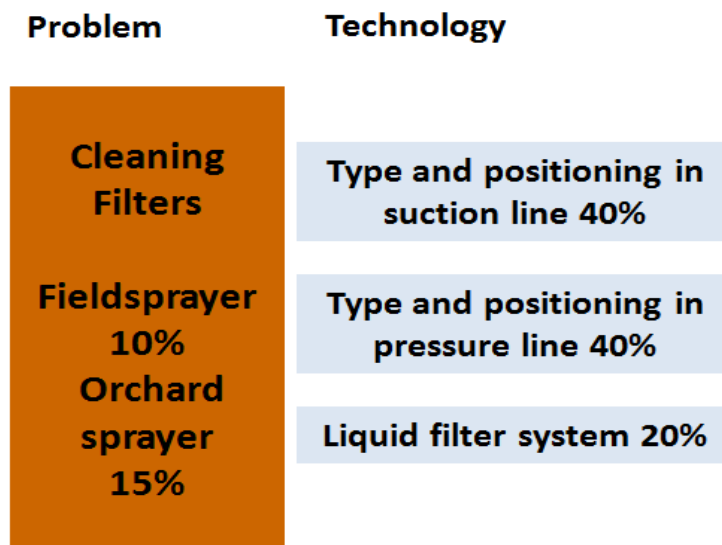 Problem
Technology
Cleaning
Filters
Fieldsprayer
10%
Orchard
sprayer
15%
Type and positioning in
suction line 40%
Type and positioning in
pressure line 40%
Liquid filter system 20%